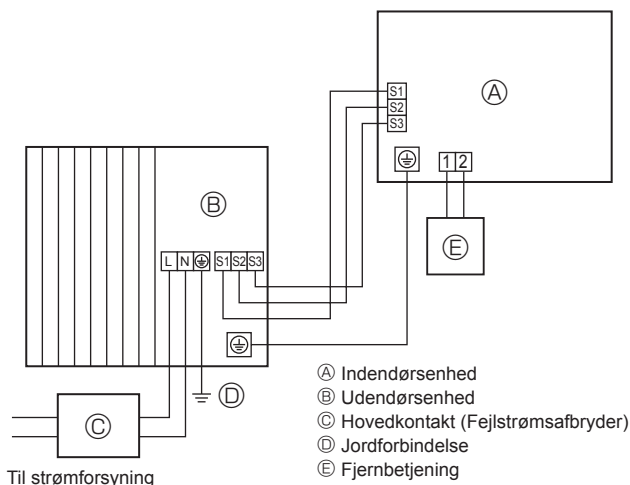 S1
S2
S3
Ⓐ
1 2
Ⓔ
Ⓑ
L N S1 S2 S3
Ⓓ
Ⓒ
Til strømforsyning
Ⓐ Indendørsenhed
Ⓑ Udendørsenhed
Ⓒ Hovedkontakt (Fejlstrømsafbryder)
Ⓓ Jordforbindelse
Ⓔ Fjernbetjening